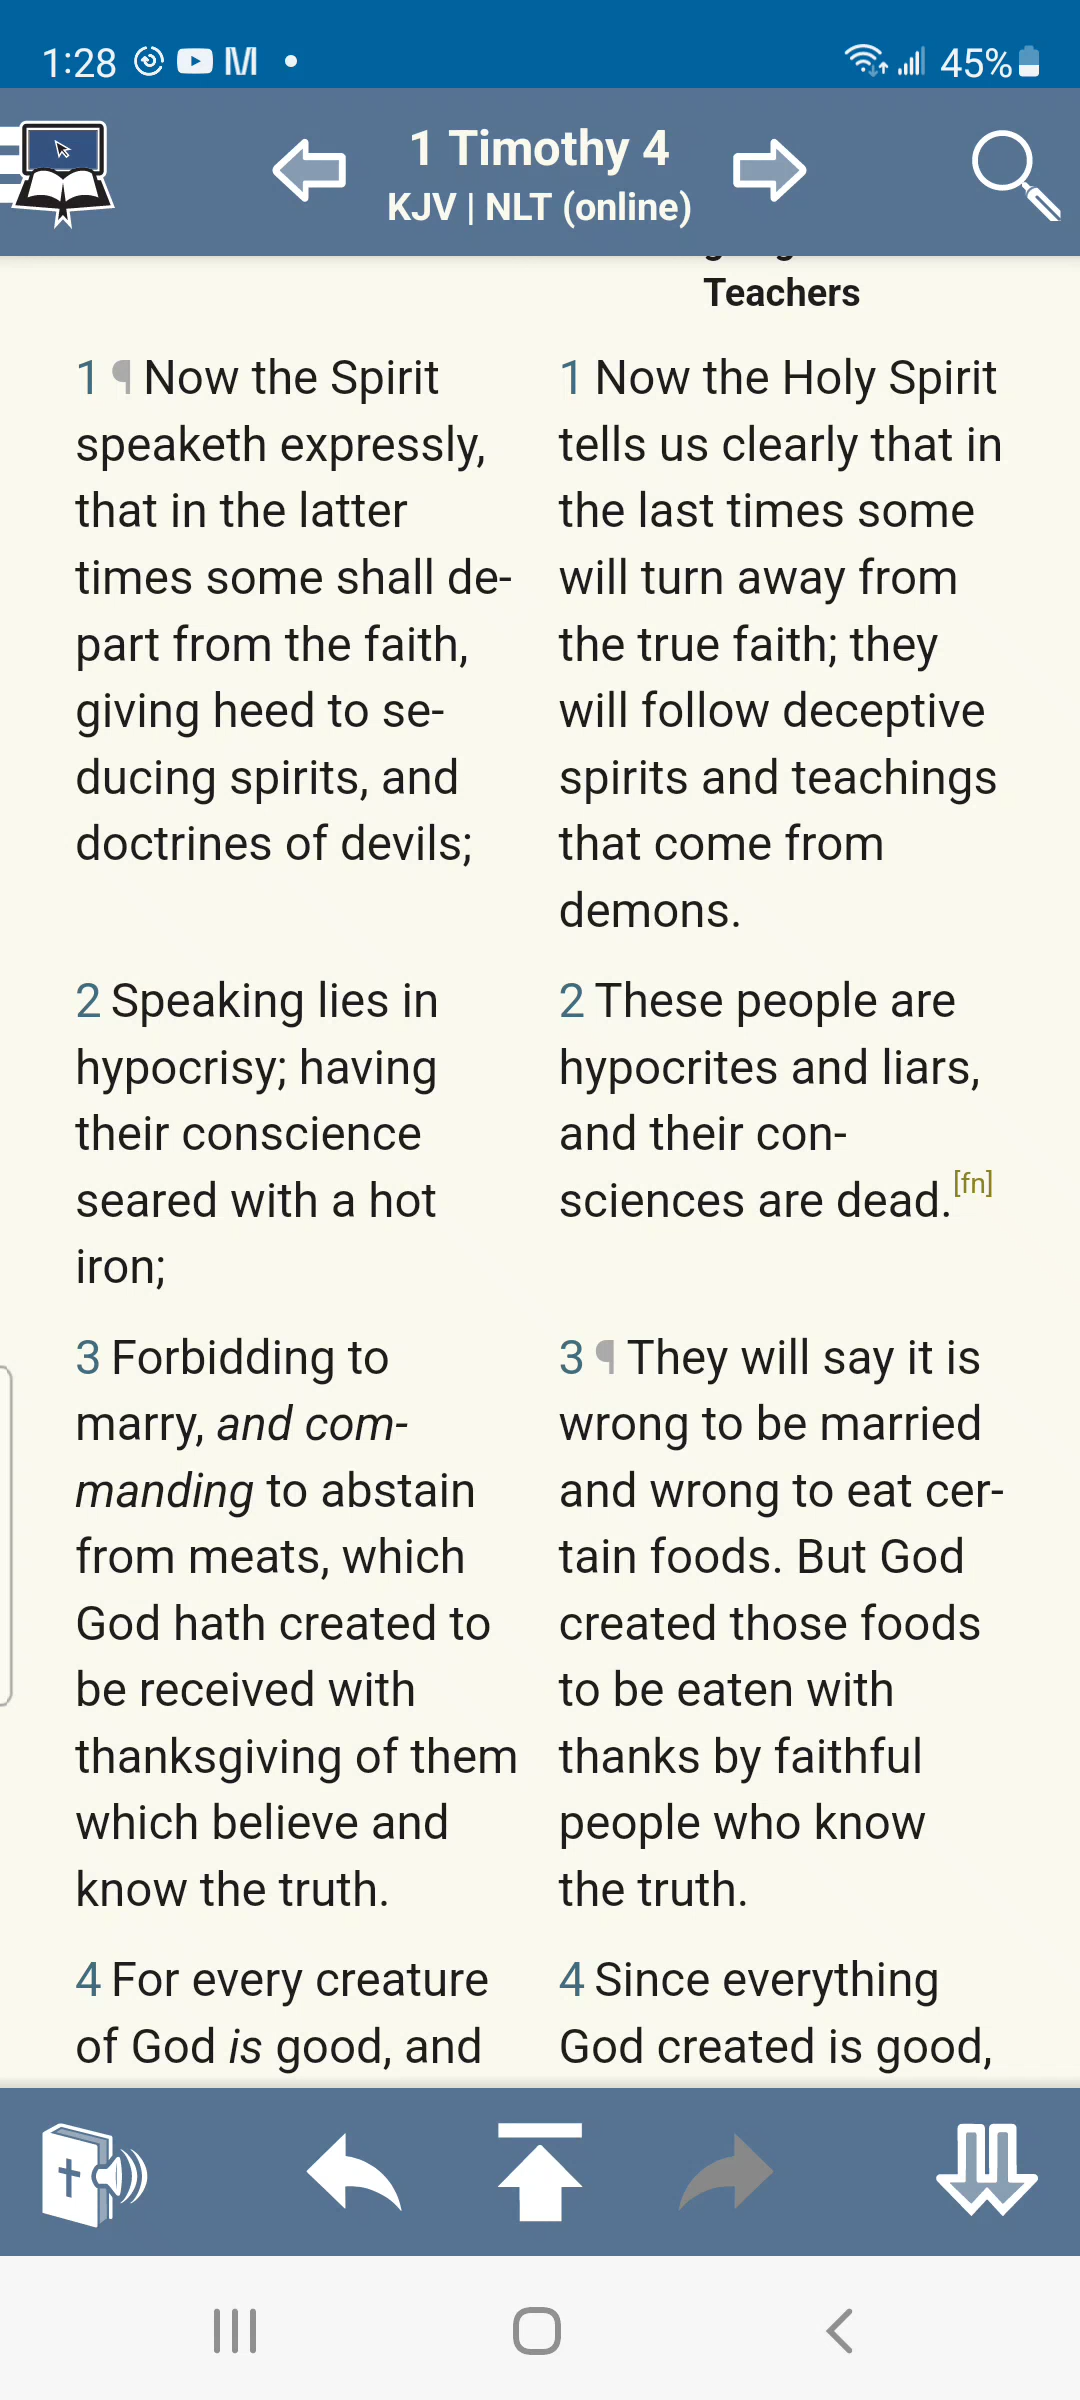 1:28
45%
1 Timothy 4
KJV | NLT (online)
Teachers
1 ¶ Now the Spirit
speaketh expressly,
that in the latter
times some shall de-
part from the faith,
giving heed to se-
ducing spirits, and
doctrines of devils;
1 Now the Holy Spirit
tells us clearly that in
the last times some
will turn away from
the true faith; they
will follow deceptive
spirits and teachings
that come from
demons.
2 Speaking lies in
hypocrisy; having
their conscience
seared with a hot
iron;
2 These people are
hypocrites and liars,
and their con-
sciences are dead.[fn]
3 Forbidding to
marry, and com-
manding to abstain
from meats, which
God hath created to
be received with
thanksgiving of them
which believe and
know the truth.
3 ¶ They will say it is
wrong to be married
and wrong to eat cer-
tain foods. But God
created those foods
to be eaten with
thanks by faithful
people who know
the truth.
4 For every creature
of God is good, and
4 Since everything
God created is good,